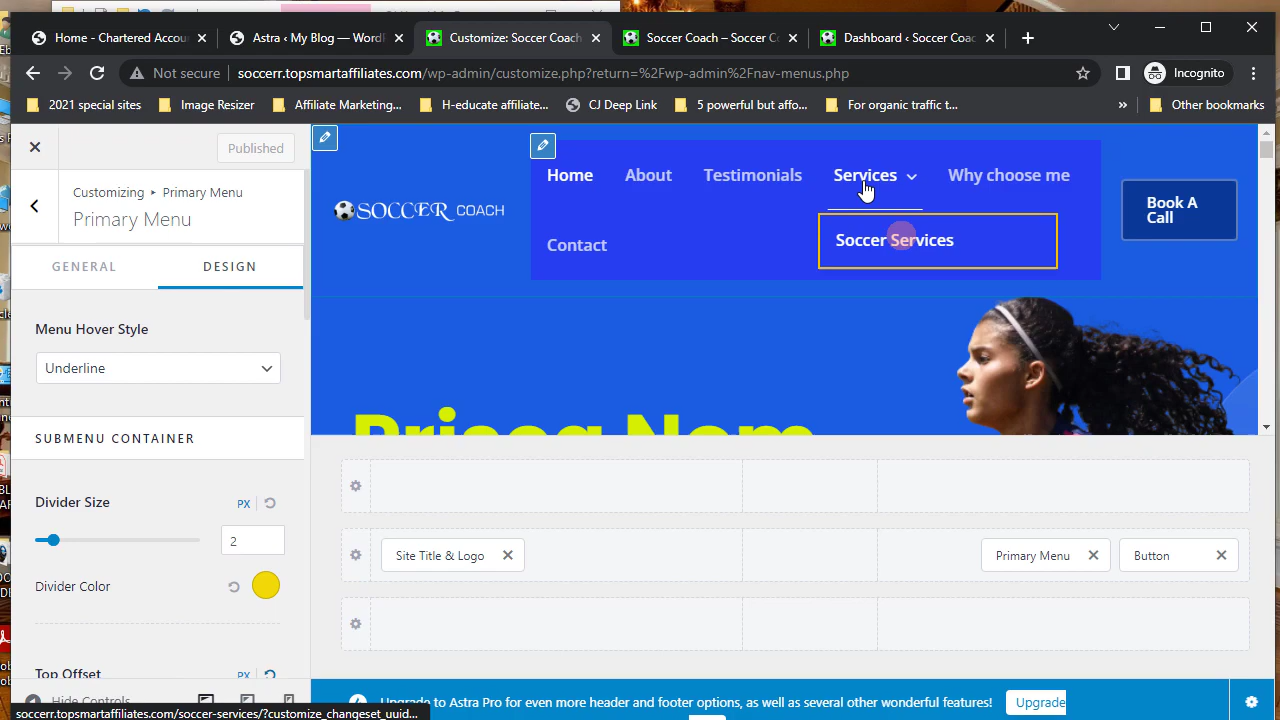 Home - Chartered Accou
Astra ‹ My Blog — WordP
Customize: Soccer Coach
Soccer Coach – Soccer C
Dashboard ‹ Soccer Coac
Not secure
soccerr.topsmartaffiliates.com/wp-admin/customize.php?return=%2Fwp-admin%2Fnav-menus.php
Incognito
2021 special sites
Image Resizer
Affiliate Marketing...
H-educate affiliate...
CJ Deep Link
5 powerful but affo...
For organic traffic t...
»
Other bookmarks
Published
Customizing ▸ Primary Menu
Primary Menu
GENERAL
DESIGN
Menu Hover Style
Underline
SUBMENU CONTAINER
Divider Size
PX
2
Divider Color
Top Offset
PX
Hide Controls
soccerr.topsmartaffiliates.com/soccer-services/?customize_changeset_uuid...
SOCCER COACH
Home
About
Testimonials
Services
Why choose me
Contact
Soccer Services
Book A
Call
Prisca Nom
Site Title & Logo
Primary Menu
Button
Upgrade to Astra Pro for even more header and footer options, as well as several other wonderful features!
Upgrade